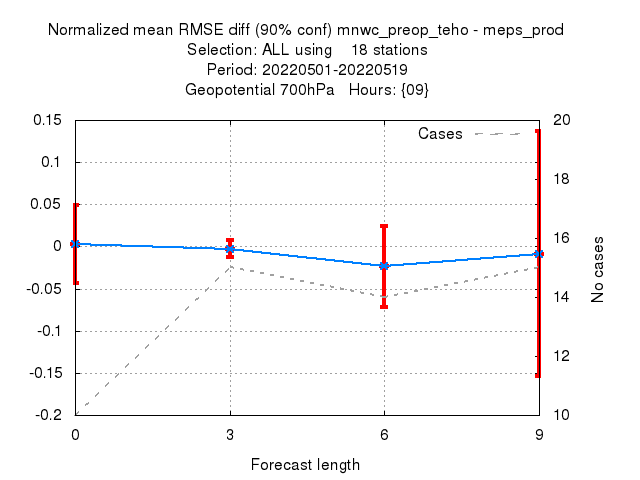 Normalized mean RMSE diff (90% conf) mnwc_preop_teho - meps_prod
Selection: ALL using 18 stations
Period: 20220501-20220519
Geopotential 700hPa Hours: {09}
Cases
0.15
0.1
0.05
0
-0.05
-0.1
-0.15
-0.2
20
18
16
14
12
10
No cases
0 3 6 9
Forecast length